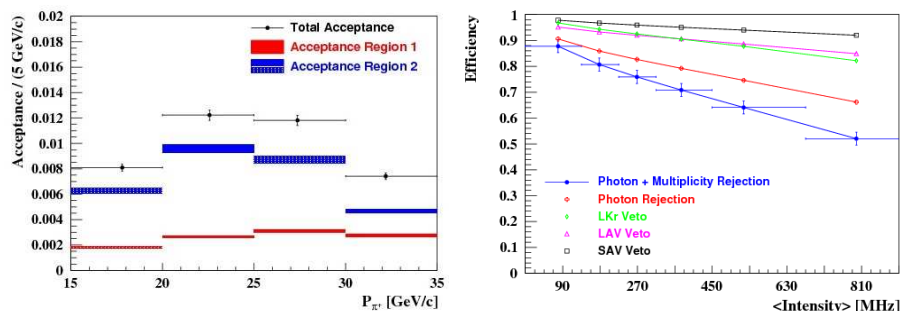 Acceptance / (5 GeV/c)
0.02
0.018
0.016
0.014
0.012
0.01
0.008
0.006
0.004
0.002
0
Total Acceptance
Acceptance Region 1
Acceptance Region 2
15 20 25 30 35
Pπ+ [GeV/c]
Efficiency
1
0.9
0.8
0.7
0.6
0.5
0.4
0.3
0.2
0.1
0
Photon + Multiplicity Rejection
Photon Rejection
LKr Veto
LAV Veto
SAV Veto
90 270 450 630 810
<Intensity> [MHz]